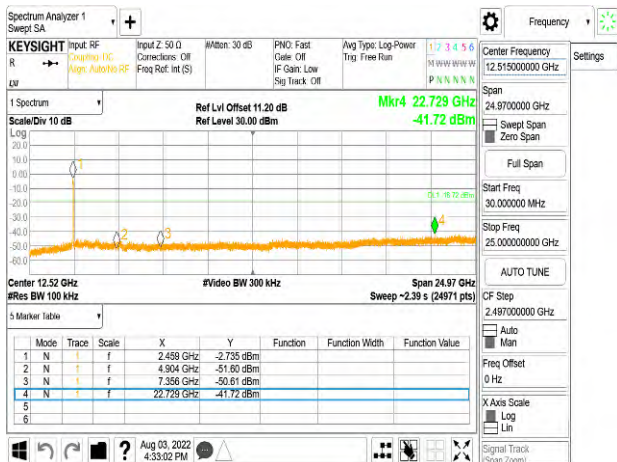 Spectrum Analyzer 1
Swept SA
Frequency
KEYSIGHT
Input: RF
Coupling: DC
Align: Auto/No RF
Input Z: 50 Ω
Corrections: Off
Freq Ref: Int (S)
#Atten: 30 dB
PNO: Fast
Gate: Off
IF Gain: Low
Sig Track: Off
Avg Type: Log-Power
Trig: Free Run
1 2 3 4 5 6
M W W W W W
P N N N N N
R
Center Frequency
12.515000000 GHz
Settings
Span
24.9700000 GHz
Swept Span
Zero Span
Full Span
Start Freq
30.000000 MHz
Stop Freq
25.000000000 GHz
AUTO TUNE
CF Step
2.497000000 GHz
Auto
Man
Freq Offset
0 Hz
X Axis Scale
Log
Lin
Signal Track
(Span Zoom)
1 Spectrum
Scale/Div 10 dB
Ref Lvl Offset 11.20 dB
Ref Level 30.00 dBm
Mkr4 22.729 GHz
-41.72 dBm
Log
20.0
10.0
0.00
-10.0
-20.0
-30.0
-40.0
-50.0
-60.0
1
2
3
4
Center 12.52 GHz
#Video BW 300 kHz
Span 24.97 GHz
#Res BW 100 kHz
Sweep ~2.39 s (24971 pts)
5 Marker Table
Mode Trace Scale X Y Function Function Width Function Value
1 N 1 f 2.459 GHz -2.735 dBm
2 N 1 f 4.904 GHz -51.60 dBm
3 N 1 f 7.356 GHz -50.61 dBm
4 N 1 f 22.729 GHz -41.72 dBm
5
6
?
Aug 03, 2022
4:33:02 PM